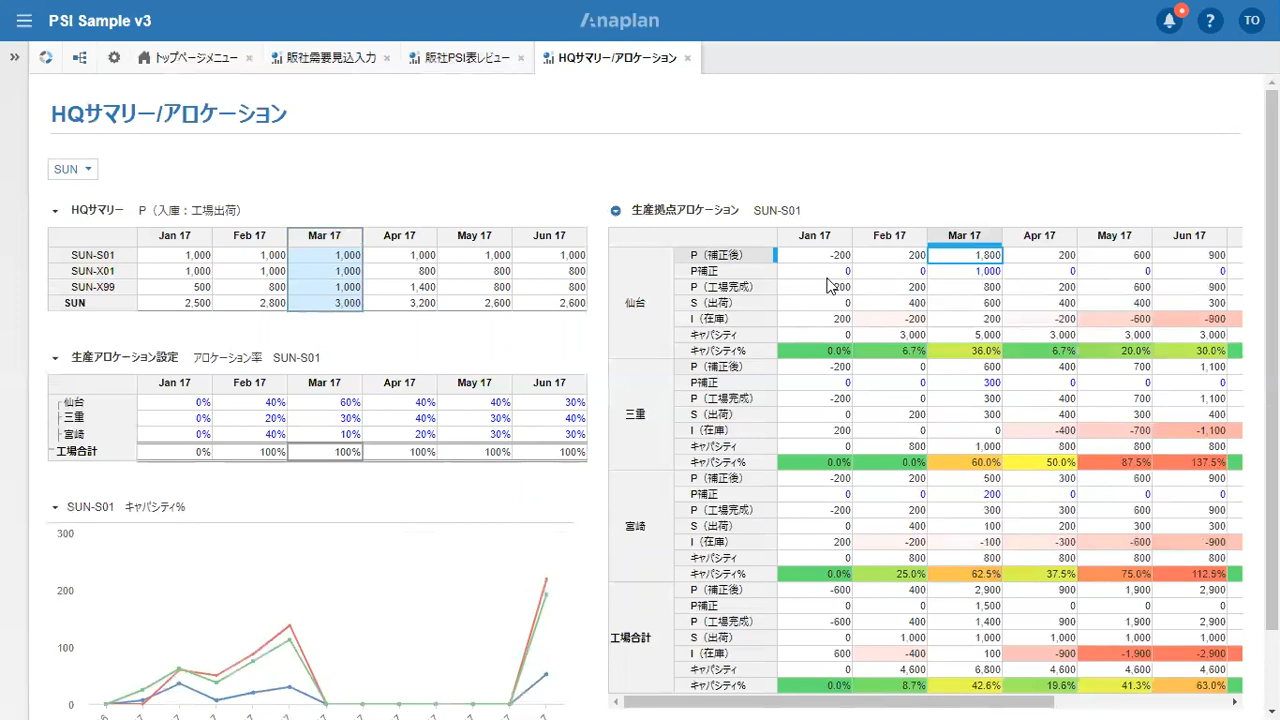 PSI Sample v3
Anaplan
?
TO
トップページメニュー
販社需要見込入力
販社PSI表レビュー
HQサマリー/アロケーション
HQサマリー/アロケーション
SUN
HQサマリー P（入庫：工場出荷）
Jan 17 Feb 17 Mar 17 Apr 17 May 17 Jun 17
SUN-S01 1,000 1,000 1,000 1,000 1,000 1,000
SUN-X01 1,000 1,000 1,000 800 800 800
SUN-X99 500 800 1,000 1,400 800 800
SUN 2,500 2,800 3,000 3,200 2,600 2,600
生産アロケーション設定 アロケーション率 SUN-S01
Jan 17 Feb 17 Mar 17 Apr 17 May 17 Jun 17
仙台 0% 40% 60% 40% 40% 30%
三重 0% 20% 30% 40% 30% 40%
宮崎 0% 40% 10% 20% 30% 30%
工場合計 0% 100% 100% 100% 100% 100%
SUN-S01 キャパシティ%
300
200
100
0
生産拠点アロケーション SUN-S01
Jan 17 Feb 17 Mar 17 Apr 17 May 17 Jun 17
仙台
P（補正後） -200 200 1,800 200 600 900
P補正 0 0 1,000 0 0 0
P（工場完成） 200 800 200 600 900
S（出荷） 0 400 600 400 400 300
I（在庫） 200 -200 200 -200 -600 -900
キャパシティ 0 3,000 5,000 3,000 3,000 3,000
キャパシティ% 0.0% 6.7% 36.0% 6.7% 20.0% 30.0%
三重
P（補正後） -200 0 600 400 700 1,100
P補正 0 0 300 0 0 0
P（工場完成） -200 0 300 400 700 1,100
S（出荷） 0 200 300 400 300 400
I（在庫） 200 0 0 -400 -700 -1,100
キャパシティ 0 800 1,000 800 800 800
キャパシティ% 0.0% 0.0% 60.0% 50.0% 87.5% 137.5%
宮崎
P（補正後） -200 200 500 300 600 900
P補正 0 0 200 0 0 0
P（工場完成） -200 200 300 300 600 900
S（出荷） 0 400 100 200 300 300
I（在庫） 200 -200 -100 -300 -600 -900
キャパシティ 0 800 800 800 800 800
キャパシティ% 0.0% 25.0% 62.5% 37.5% 75.0% 112.5%
工場合計
P（補正後） -600 400 2,900 900 1,900 2,900
P補正 0 0 1,500 0 0 0
P（工場完成） -600 400 1,400 900 1,900 2,900
S（出荷） 0 1,000 1,000 1,000 1,000 1,000
I（在庫） 600 -400 100 -900 -1,900 -2,900
キャパシティ 0 4,600 6,800 4,600 4,600 4,600
キャパシティ% 0.0% 8.7% 42.6% 19.6% 41.3% 63.0%